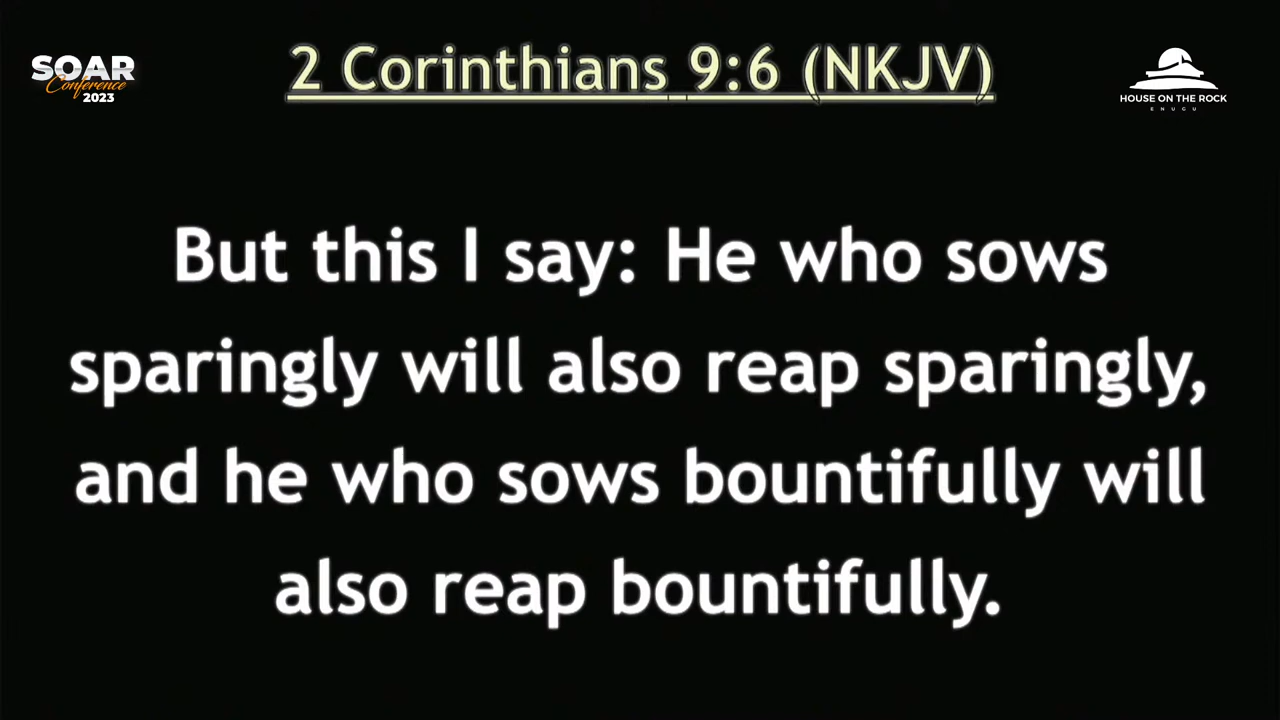 SOAR
Conference
2023
2 Corinthians 9:6 (NKJV)
HOUSE ON THE ROCK
ENUGU
But this I say: He who sows
sparingly will also reap sparingly,
and he who sows bountifully will
also reap bountifully.